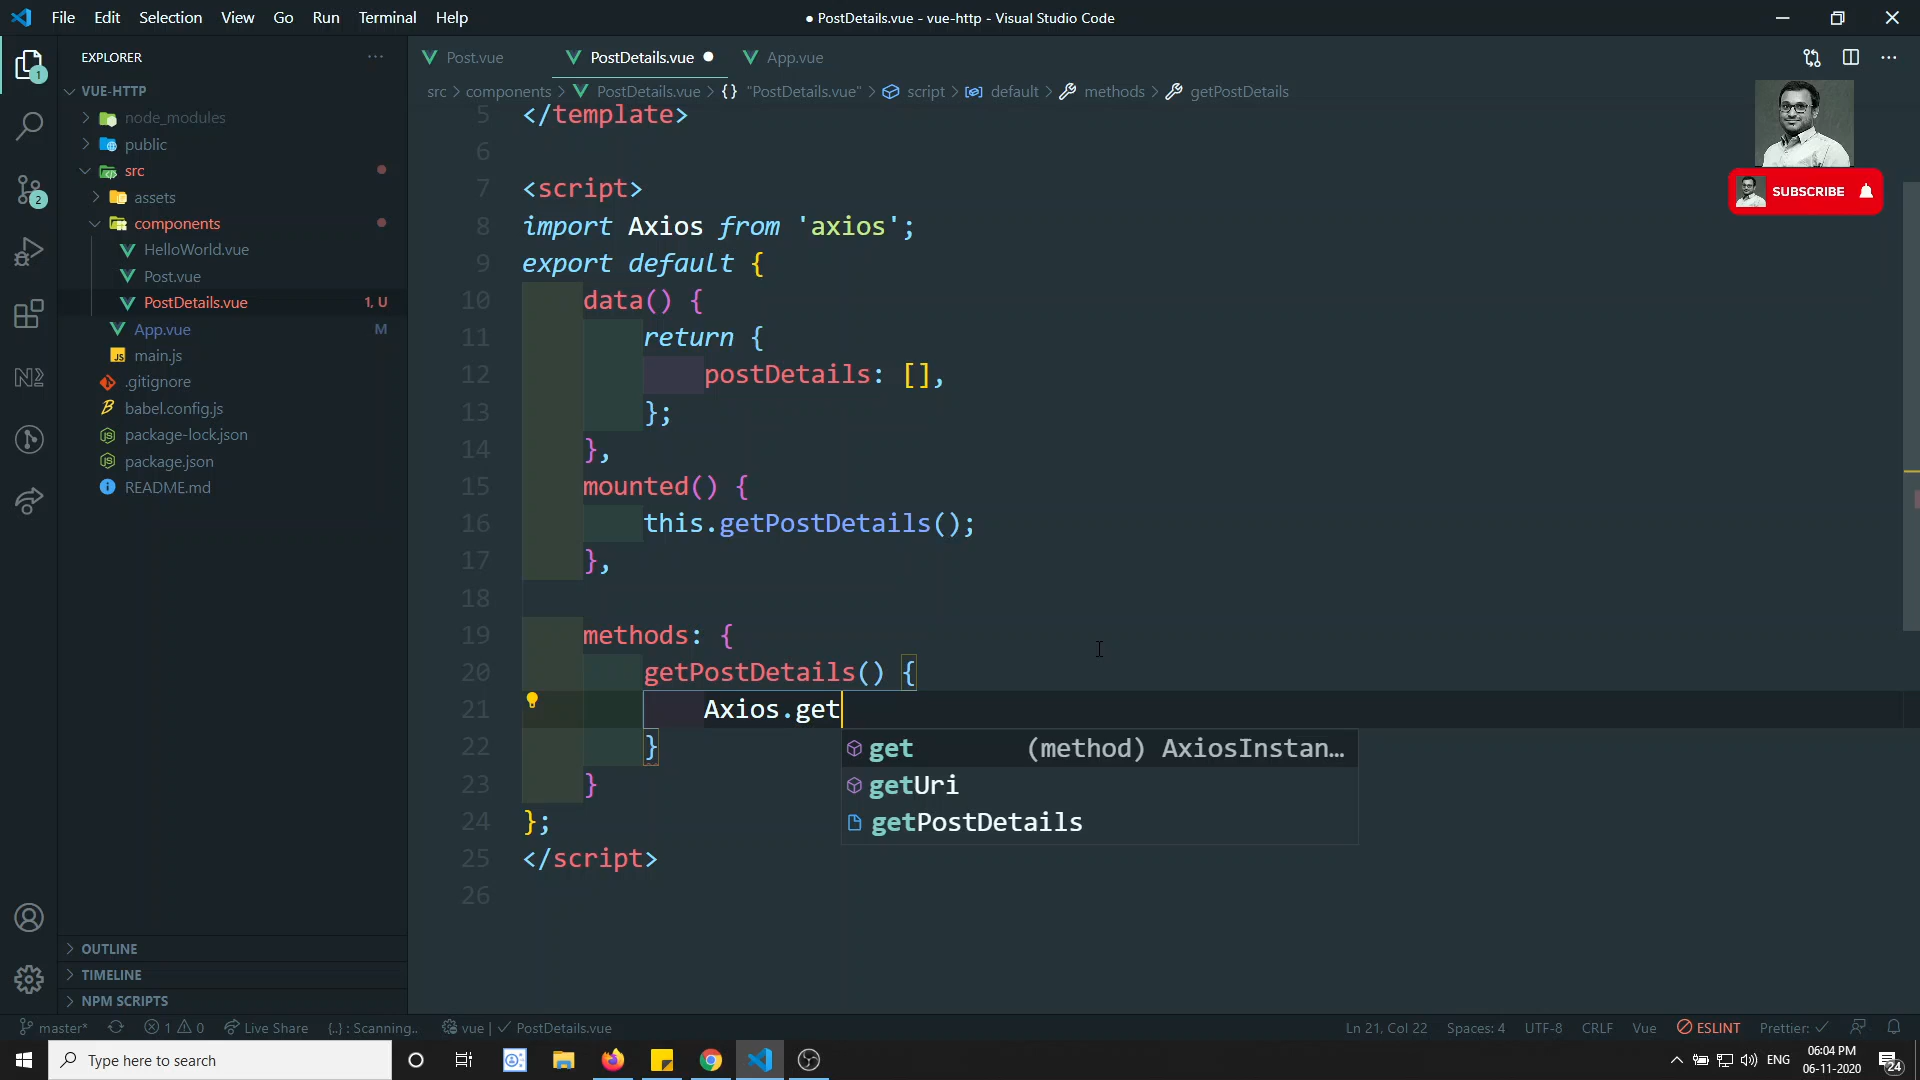 File Edit Selection View Go Run Terminal Help
● PostDetails.vue - vue-http - Visual Studio Code
EXPLORER
Post.vue
PostDetails.vue
App.vue
src > components > PostDetails.vue > {} "PostDetails.vue" > script > default > methods > getPostDetails
VUE-HTTP
node_modules
public
src
assets
components
HelloWorld.vue
Post.vue
PostDetails.vue 1, U
App.vue M
main.js
.gitignore
babel.config.js
package-lock.json
package.json
README.md
OUTLINE
TIMELINE
NPM SCRIPTS
1
2
SUBSCRIBE
5 </template>
6
7 <script>
8 import Axios from 'axios';
9 export default {
10 data() {
11 return {
12 postDetails: [],
13 };
14 },
15 mounted() {
16 this.getPostDetails();
17 },
18
19 methods: {
20 getPostDetails() {
21 Axios.get
22 }
23 }
24 };
25 </script>
26
get (method) AxiosInstan…
getUri
getPostDetails
master* 1 0 Live Share {..} : Scanning.. vue | ✓ PostDetails.vue
Ln 21, Col 22 Spaces: 4 UTF-8 CRLF Vue ESLINT Prettier: ✓
Type here to search
ENG
06:04 PM
06-11-2020
24